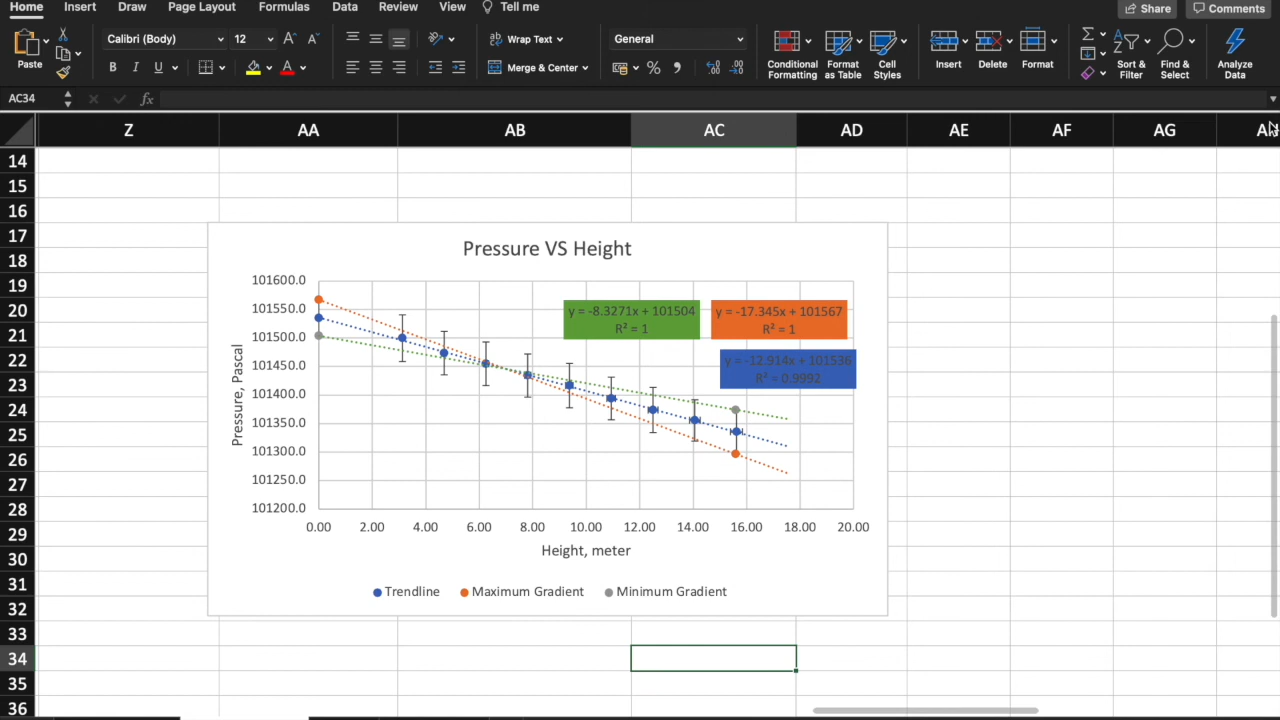 Home Insert Draw Page Layout Formulas Data Review View Tell me Share Comments
Calibri (Body) 12 Wrap Text General
Paste B I U Merge & Center % Conditional Formatting Format as Table Cell Styles Insert Delete Format Sort & Filter Find & Select Analyze Data
AC34 fx
Z AA AB AC AD AE AF AG AH
14
15
16
17
18
19
20
21
22
23
24
25
26
27
28
29
30
31
32
33
34
35
36
Pressure VS Height
101600.0
101550.0
101500.0
101450.0
101400.0
101350.0
101300.0
101250.0
101200.0
Pressure, Pascal
y = -8.3271x + 101504
R² = 1
y = -17.345x + 101567
R² = 1
y = -12.914x + 101536
R² = 0.9992
0.00 2.00 4.00 6.00 8.00 10.00 12.00 14.00 16.00 18.00 20.00
Height, meter
Trendline Maximum Gradient Minimum Gradient